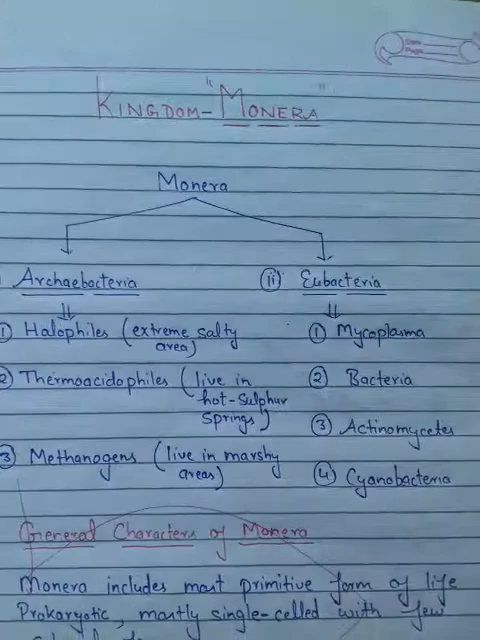 Date
Page
KINGDOM - "MONERA"
Monera
Archaebacteria
(ii) Eubacteria
① Halophiles (extreme salty
area)
① Mycoplasma
② Thermoacidophiles (live in
hot-sulphur
springs)
② Bacteria
③ Actinomycetes
③ Methanogens (live in marshy
areas)
④ Cyanobacteria
General Characters of Monera
Monera includes most primitive form of life
Prokaryotic, mostly single-celled with few